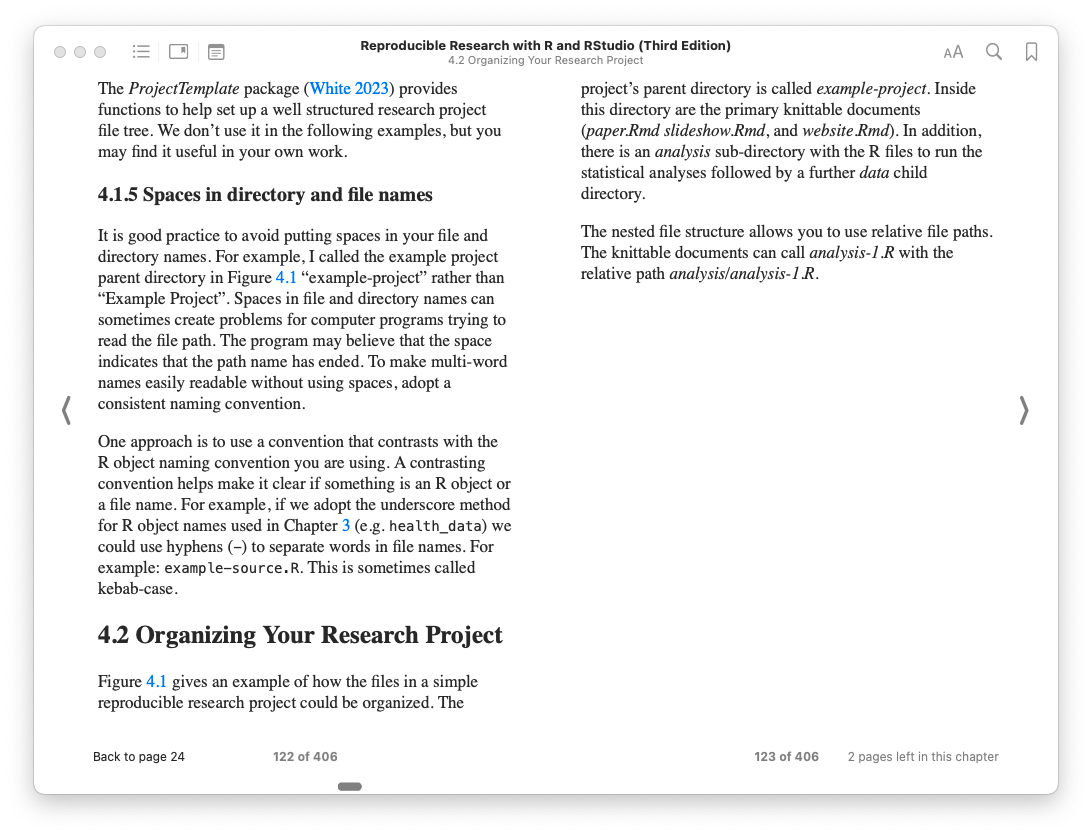 Reproducible Research with R and RStudio (Third Edition)
4.2 Organizing Your Research Project
AA
The ProjectTemplate package (White 2023) provides
functions to help set up a well structured research project
file tree. We don’t use it in the following examples, but you
may find it useful in your own work.
4.1.5 Spaces in directory and file names
It is good practice to avoid putting spaces in your file and
directory names. For example, I called the example project
parent directory in Figure 4.1 “example-project” rather than
“Example Project”. Spaces in file and directory names can
sometimes create problems for computer programs trying to
read the file path. The program may believe that the space
indicates that the path name has ended. To make multi-word
names easily readable without using spaces, adopt a
consistent naming convention.
One approach is to use a convention that contrasts with the
R object naming convention you are using. A contrasting
convention helps make it clear if something is an R object or
a file name. For example, if we adopt the underscore method
for R object names used in Chapter 3 (e.g. health_data) we
could use hyphens (-) to separate words in file names. For
example: example-source.R. This is sometimes called
kebab-case.
4.2 Organizing Your Research Project
Figure 4.1 gives an example of how the files in a simple
reproducible research project could be organized. The
project’s parent directory is called example-project. Inside
this directory are the primary knittable documents
(paper.Rmd slideshow.Rmd, and website.Rmd). In addition,
there is an analysis sub-directory with the R files to run the
statistical analyses followed by a further data child
directory.
The nested file structure allows you to use relative file paths.
The knittable documents can call analysis-1.R with the
relative path analysis/analysis-1.R.
Back to page 24
122 of 406
123 of 406
2 pages left in this chapter